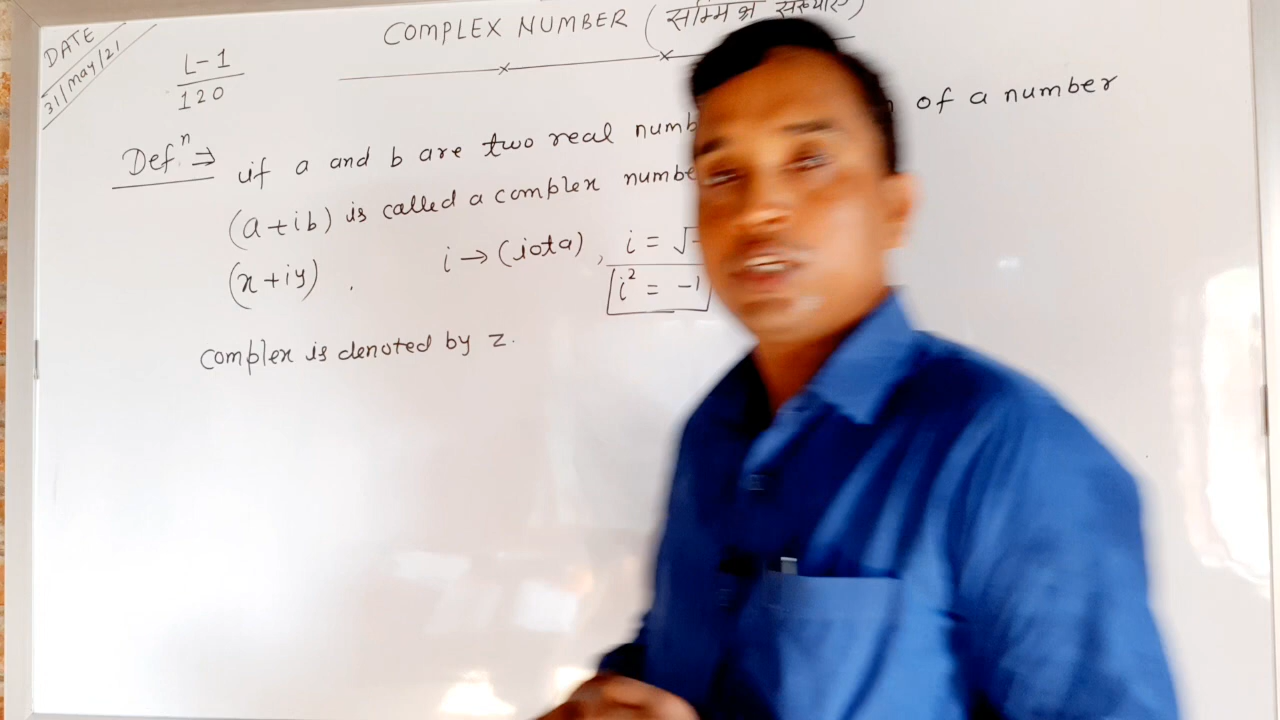 DATE
31/May/21
L-1
120
COMPLEX NUMBER (सम्मिश्र संख्याएँ)
Def.ⁿ ⇒ if a and b are two real numb of a number
(a+ib) is called a complex numbe
(x+iy) . i → (iota), i = √-
i² = -1
complex is denoted by z.